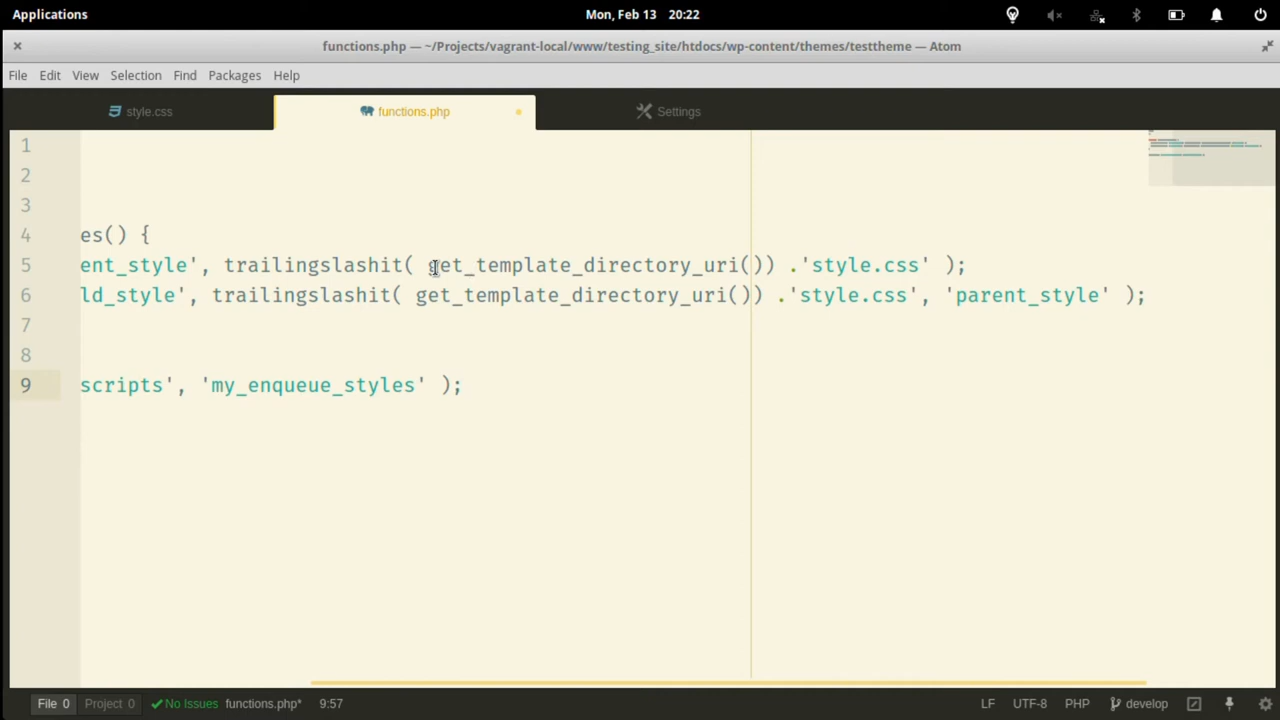 Applications
Mon, Feb 13 20:22
functions.php — ~/Projects/vagrant-local/www/testing_site/htdocs/wp-content/themes/testtheme — Atom
File Edit View Selection Find Packages Help
style.css functions.php Settings
1
2
3
4 es() {
5 ent_style', trailingslashit( get_template_directory_uri()) .'style.css' );
6 ld_style', trailingslashit( get_template_directory_uri()) .'style.css', 'parent_style' );
7
8
9 scripts', 'my_enqueue_styles' );
File 0 Project 0 No Issues functions.php* 9:57 LF UTF-8 PHP develop